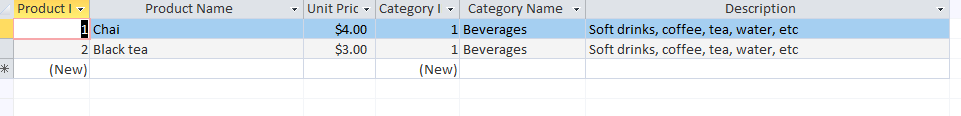 Product I Product Name Unit Pric Category I Category Name Description
1 Chai $4.00 1 Beverages Soft drinks, coffee, tea, water, etc
2 Black tea $3.00 1 Beverages Soft drinks, coffee, tea, water, etc
* (New) (New)